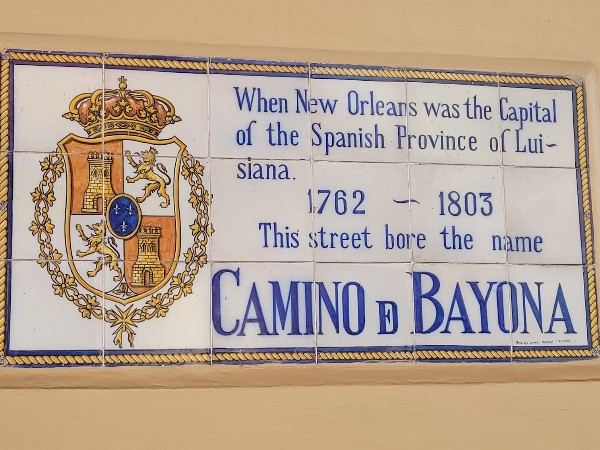 When New Orleans was the Capital
of the Spanish Province of Lui-
siana.
1762 ~ 1803
This street bore the name
CAMINO D BAYONA